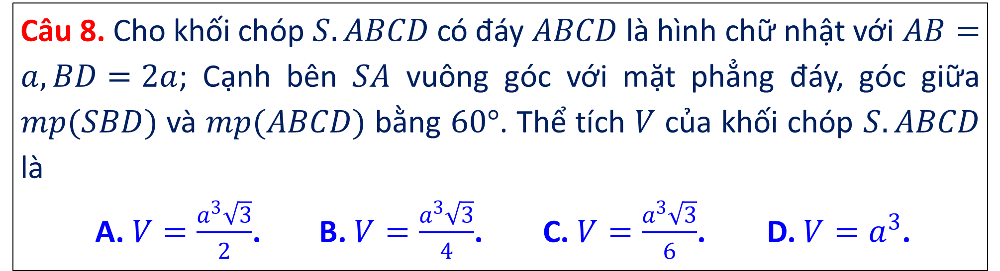 Câu 8. Cho khối chóp S.ABCD có đáy ABCD là hình chữ nhật với AB =
a, BD = 2a; Cạnh bên SA vuông góc với mặt phẳng đáy, góc giữa
mp(SBD) và mp(ABCD) bằng 60°. Thể tích V của khối chóp S.ABCD
là
A. V = \frac{a^3\sqrt{3}}{2}. B. V = \frac{a^3\sqrt{3}}{4}. C. V = \frac{a^3\sqrt{3}}{6}. D. V = a^3.